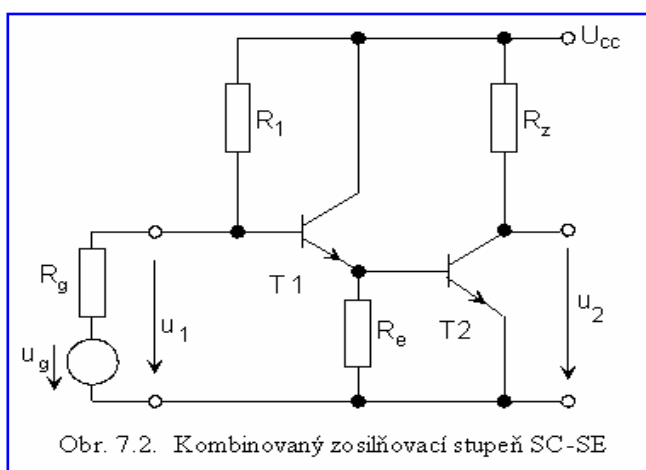 Ucc
R1
Rz
Rg
T1
u1
Re
T2
u2
ug
Obr. 7.2. Kombinovaný zosilňovací stupeň SC-SE